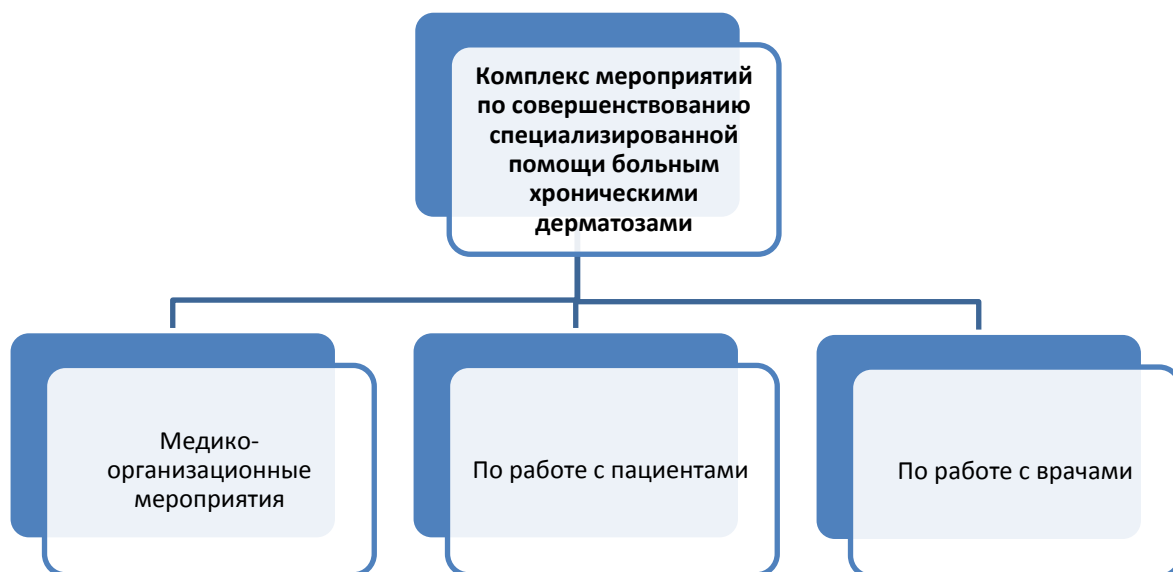 Комплекс мероприятий
по совершенствованию
специализированной
помощи больным
хроническими
дерматозами
Медико-
организационные
мероприятия
По работе с пациентами
По работе с врачами